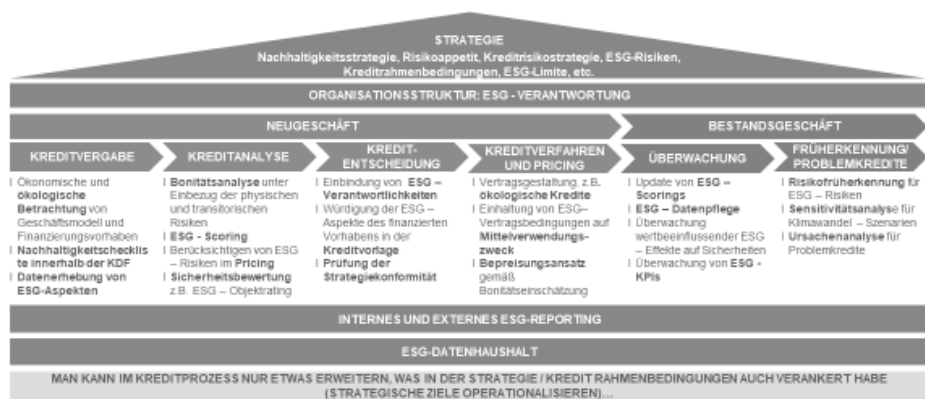 STRATEGIE
Nachhaltigkeitsstrategie, Risikoappetit, Kreditrisikostrategie, ESG-Risiken,
Kreditrahmenbedingungen, ESG-Limite, etc.
ORGANISATIONSSTRUKTUR: ESG - VERANTWORTUNG
NEUGESCHÄFT
BESTANDSGESCHÄFT
KREDITVERGABE
KREDITANALYSE
KREDIT-
ENTSCHEIDUNG
KREDITVERFAHREN
UND PRICING
ÜBERWACHUNG
FRÜHERKENNUNG/
PROBLEMKREDITE
I Ökonomische und
ökologische
Betrachtung von
Geschäftsmodell und
Finanzierungsvorhaben
I Nachhaltigkeitschecklis
te innerhalb der KDF
I Datenerhebung von
ESG-Aspekten
I Bonitätsanalyse unter
Einbezug der physischen
und transitorischen
Risiken
I ESG - Scoring
I Berücksichtigen von ESG
– Risiken im Pricing
I Sicherheitsbewertung
z.B. ESG – Objektrating
I Einbindung von ESG –
Verantwortlichkeiten
I Würdigung der ESG –
Aspekte des finanzierten
Vorhabens in der
Kreditvorlage
I Prüfung der
Strategiekonformität
I Vertragsgestaltung, z.B.
ökologische Kredite
I Einhaltung von ESG–
Vertragsbedingungen auf
Mittelverwendungs-
zweck
I Bepreisungsansatz
gemäß
Bonitätseinschätzung
I Update von ESG –
Scorings
I ESG – Datenpflege
I Überwachung
wertbeeinflussender ESG
– Effekte auf Sicherheiten
I Überwachung von ESG -
KPIs
I Risikofrüherkennung für
ESG – Risiken
I Sensitivitätsanalyse für
Klimawandel – Szenarien
I Ursachenanalyse für
Problemkredite
INTERNES UND EXTERNES ESG-REPORTING
ESG-DATENHAUSHALT
MAN KANN IM KREDITPROZESS NUR ETWAS ERWEITERN, WAS IN DER STRATEGIE / KREDIT RAHMENBEDINGUNGEN AUCH VERANKERT HABE
(STRATEGISCHE ZIELE OPERATIONALISIEREN)…